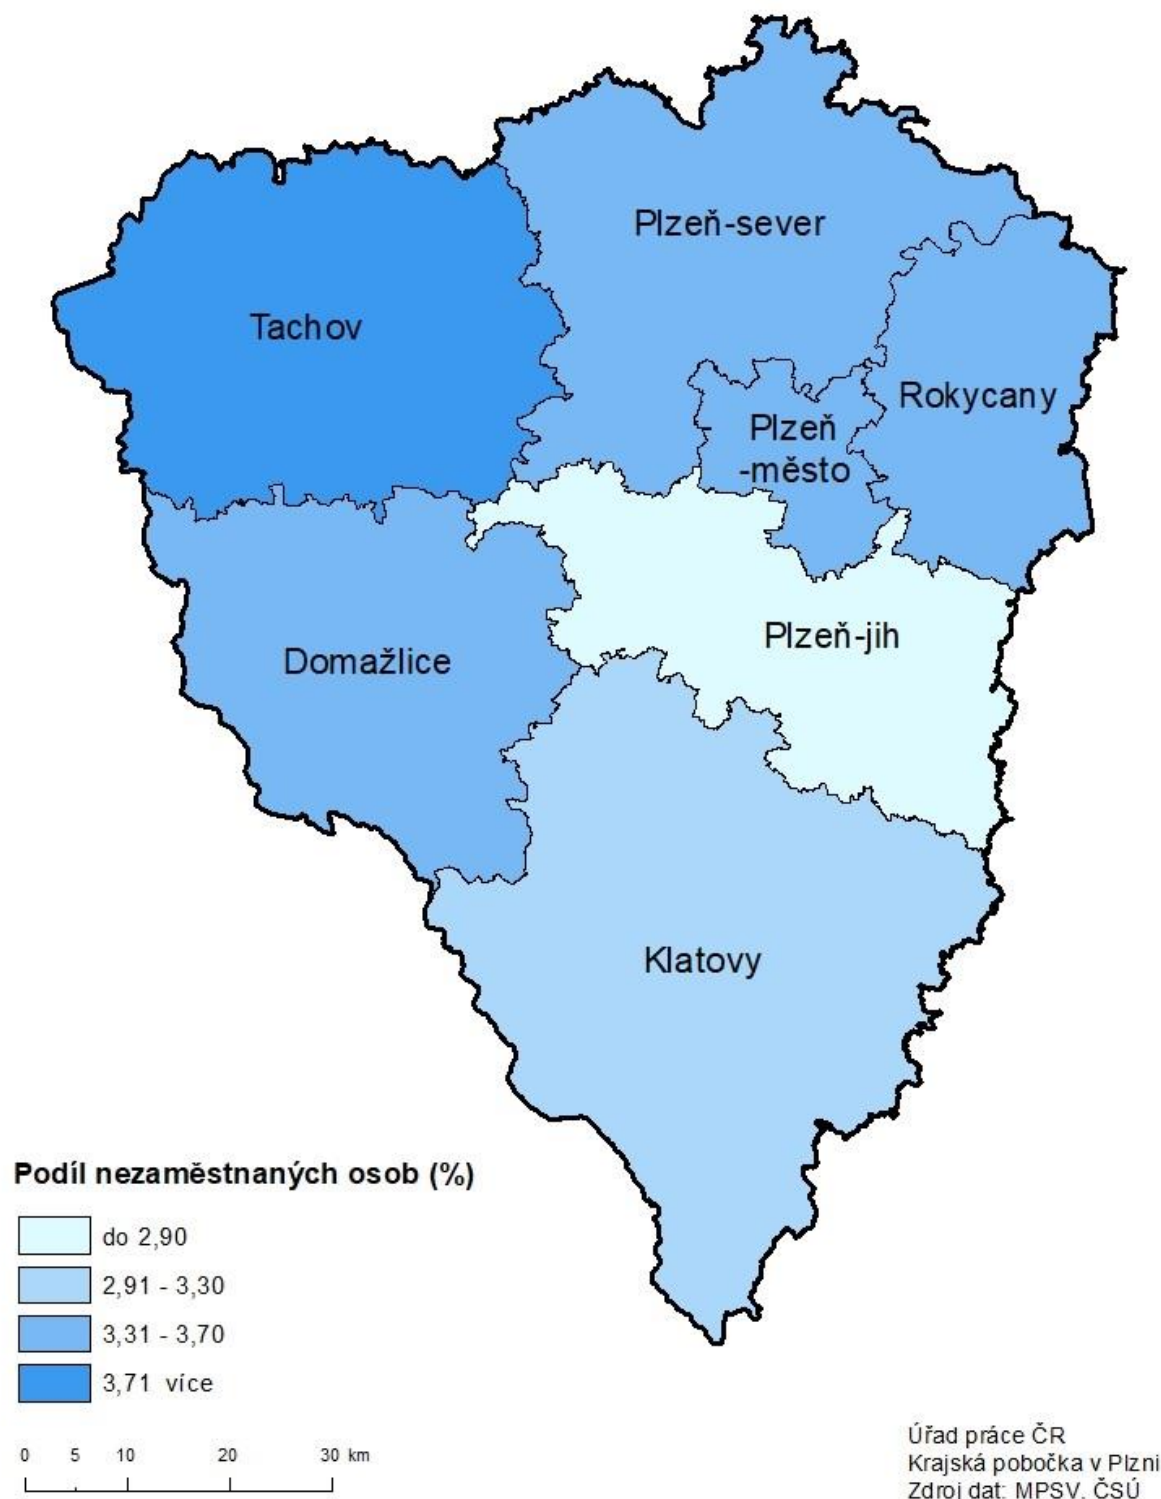 Plzeň-sever
Tachov
Rokycany
Plzeň
-město
Plzeň-jih
Domažlice
Klatovy
Podíl nezaměstnaných osob (%)
do 2,90
2,91 - 3,30
3,31 - 3,70
3,71 více
0 5 10 20 30 km
Úřad práce ČR
Krajská pobočka v Plzni
Zdroj dat: MPSV, ČSÚ